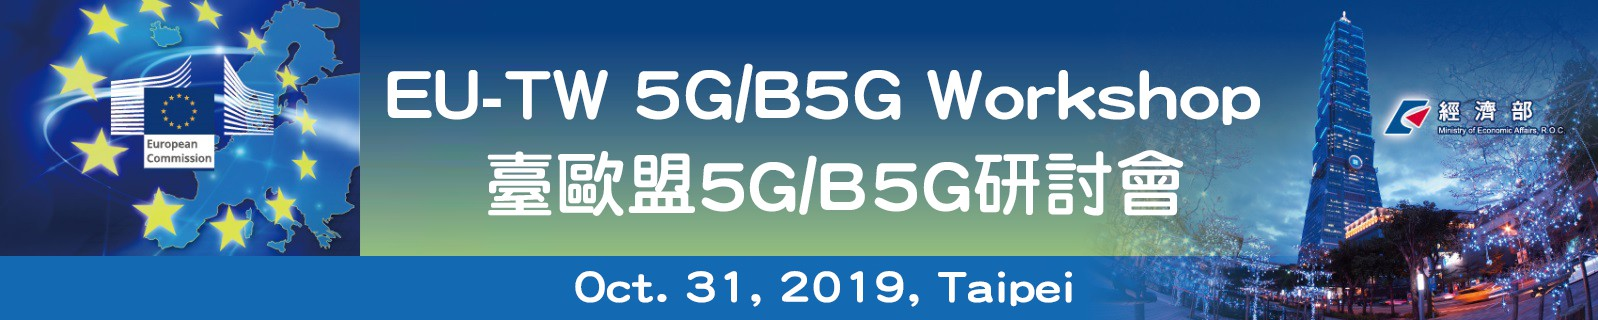 European
Commission
EU-TW 5G/B5G Workshop
臺歐盟5G/B5G研討會
Oct. 31, 2019, Taipei
經濟部
Ministry of Economic Affairs, R.O.C.